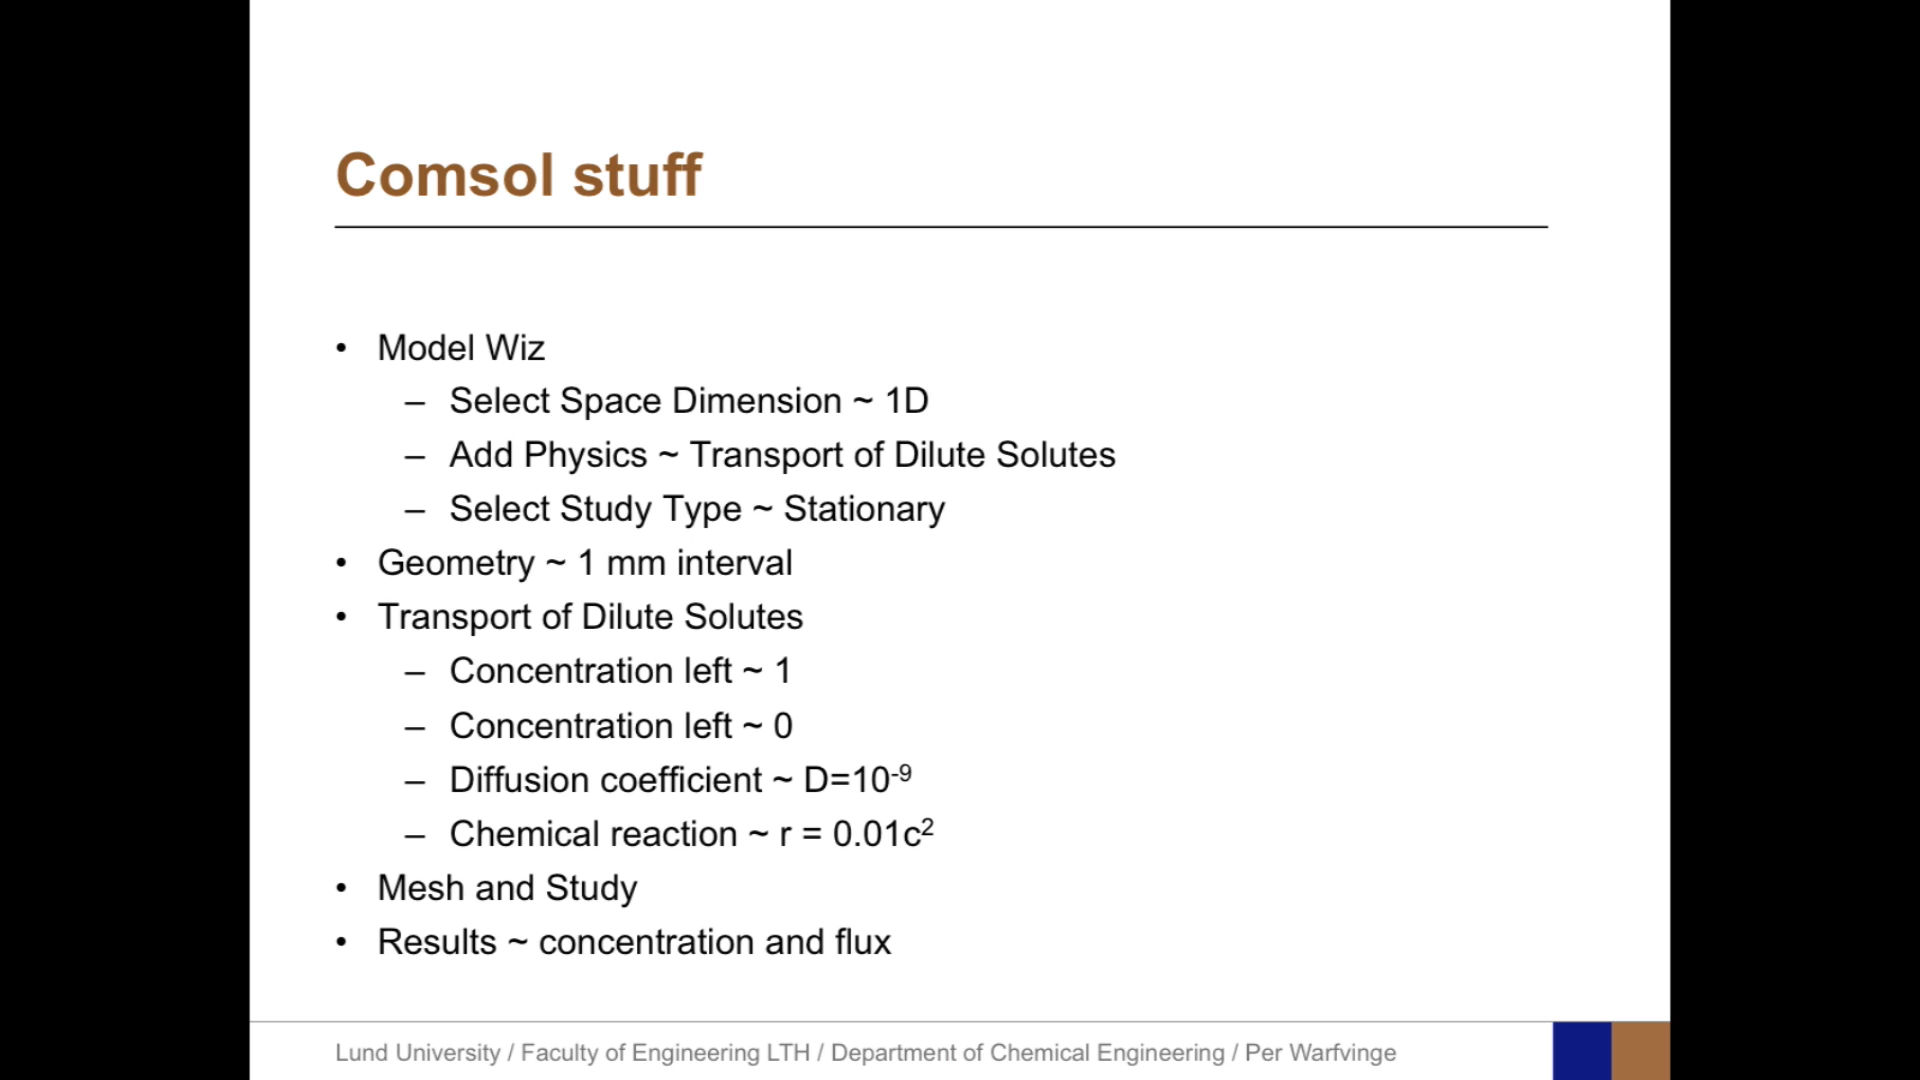 Comsol stuff
• Model Wiz
– Select Space Dimension ~ 1D
– Add Physics ~ Transport of Dilute Solutes
– Select Study Type ~ Stationary
• Geometry ~ 1 mm interval
• Transport of Dilute Solutes
– Concentration left ~ 1
– Concentration left ~ 0
– Diffusion coefficient ~ D=10⁻⁹
– Chemical reaction ~ r = 0.01c²
• Mesh and Study
• Results ~ concentration and flux
Lund University / Faculty of Engineering LTH / Department of Chemical Engineering / Per Warfvinge